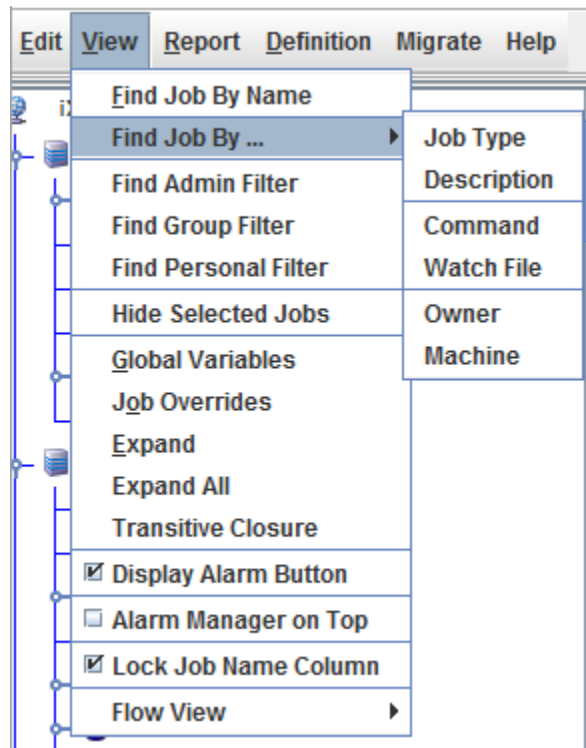 Edit View Report Definition Migrate Help
Find Job By Name
Find Job By ...
Job Type
Description
Command
Watch File
Owner
Machine
Find Admin Filter
Find Group Filter
Find Personal Filter
Hide Selected Jobs
Global Variables
Job Overrides
Expand
Expand All
Transitive Closure
Display Alarm Button
Alarm Manager on Top
Lock Job Name Column
Flow View